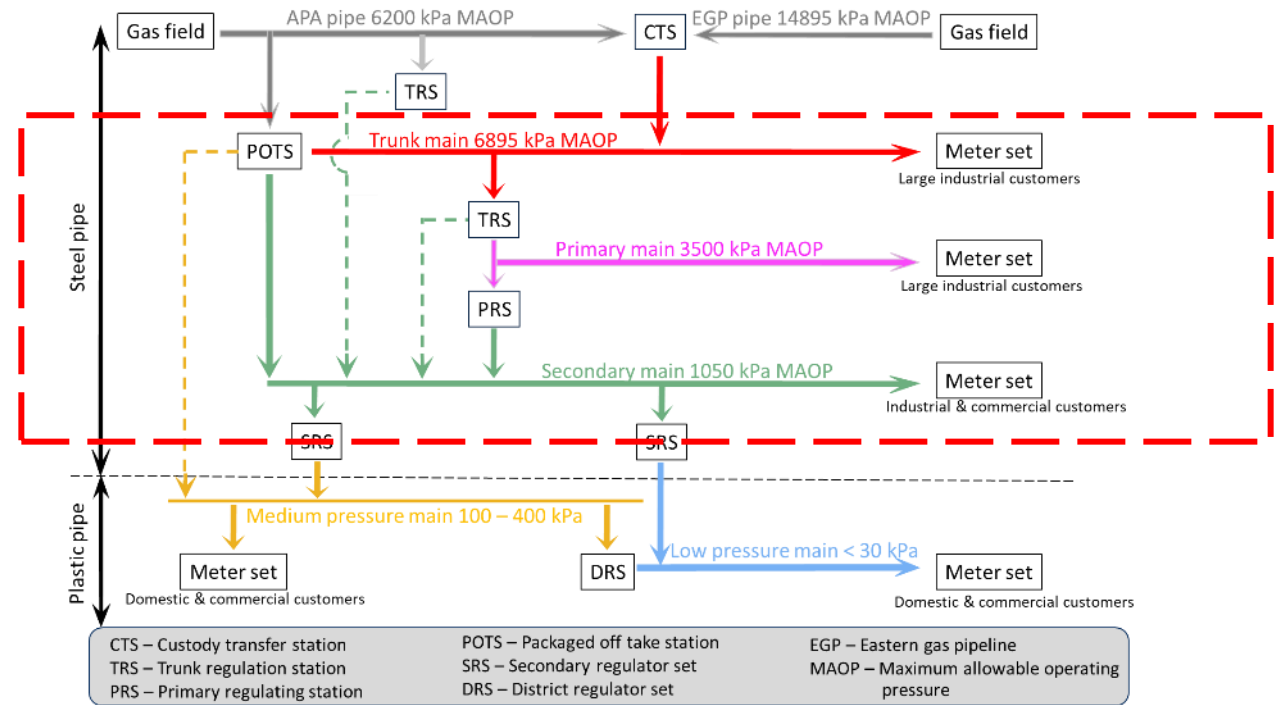 APA pipe 6200 kPa MAOP
EGP pipe 14895 kPa MAOP
Gas field
CTS
Gas field
TRS
Steel pipe
POTS
Trunk main 6895 kPa MAOP
Meter set
Large industrial customers
TRS
Primary main 3500 kPa MAOP
Meter set
Large industrial customers
PRS
Secondary main 1050 kPa MAOP
Meter set
Industrial & commercial customers
SRS
SRS
Plastic pipe
Medium pressure main 100 – 400 kPa
Low pressure main < 30 kPa
Meter set
Domestic & commercial customers
DRS
Meter set
Domestic & commercial customers
CTS – Custody transfer station
TRS – Trunk regulation station
PRS – Primary regulating station
POTS – Packaged off take station
SRS – Secondary regulator set
DRS – District regulator set
EGP – Eastern gas pipeline
MAOP – Maximum allowable operating
pressure